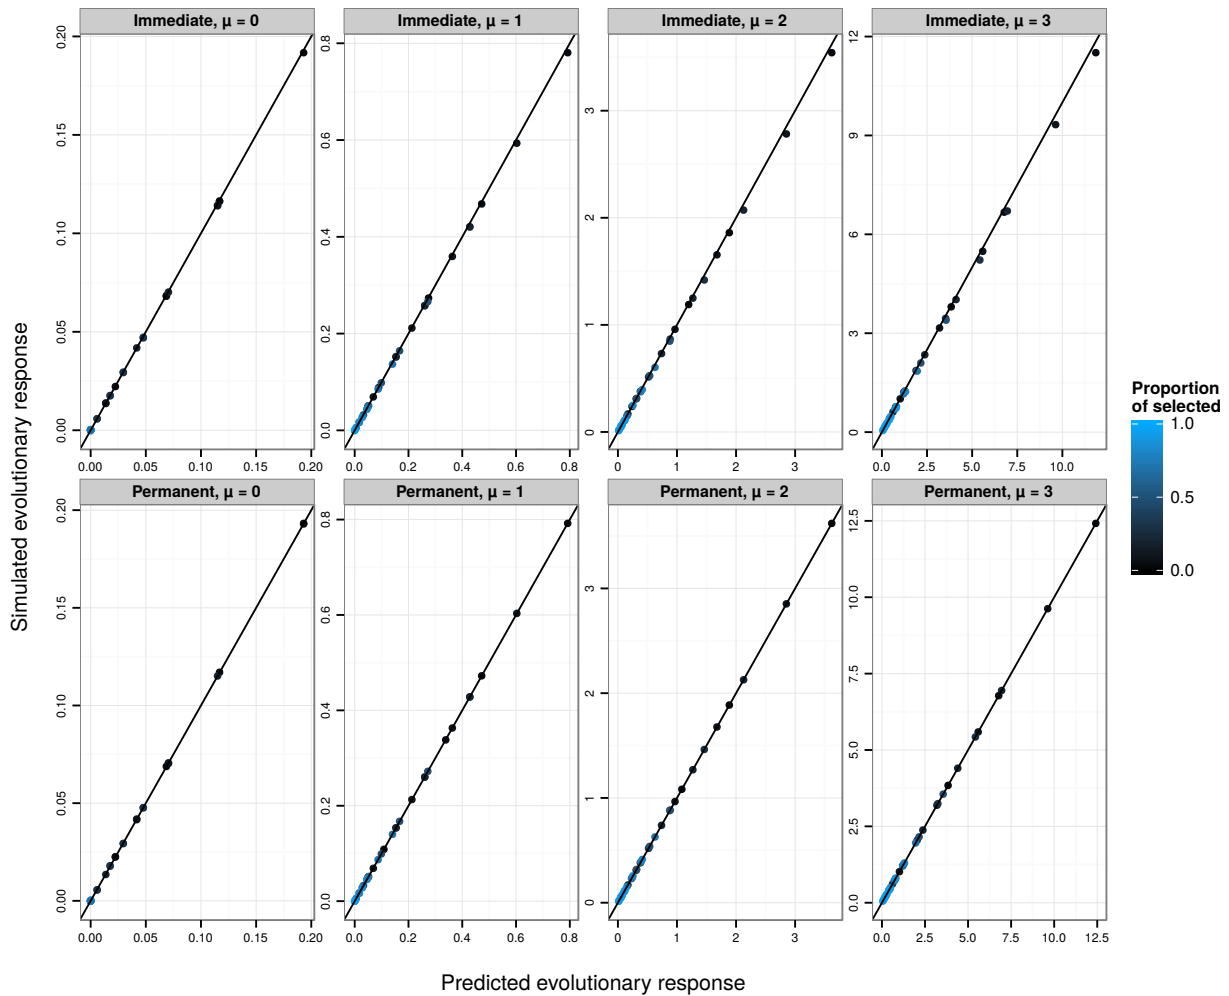 Immediate, μ = 0
Immediate, μ = 1
Immediate, μ = 2
Immediate, μ = 3
0.00
0.05
0.10
0.15
0.20
0.00 0.05 0.10 0.15 0.20
0.0
0.2
0.4
0.6
0.8
0.0 0.2 0.4 0.6 0.8
0
1
2
3
0 1 2 3
0
3
6
9
12
0.0 2.5 5.0 7.5 10.0
Permanent, μ = 0
Permanent, μ = 1
Permanent, μ = 2
Permanent, μ = 3
0.00
0.05
0.10
0.15
0.20
0.00 0.05 0.10 0.15 0.20
0.0
0.2
0.4
0.6
0.8
0.0 0.2 0.4 0.6 0.8
0
1
2
3
0 1 2 3
0.0
2.5
5.0
7.5
10.0
12.5
0.0 2.5 5.0 7.5 10.0 12.5
Simulated evolutionary response
Predicted evolutionary response
Proportion
of selected
1.0
0.5
0.0